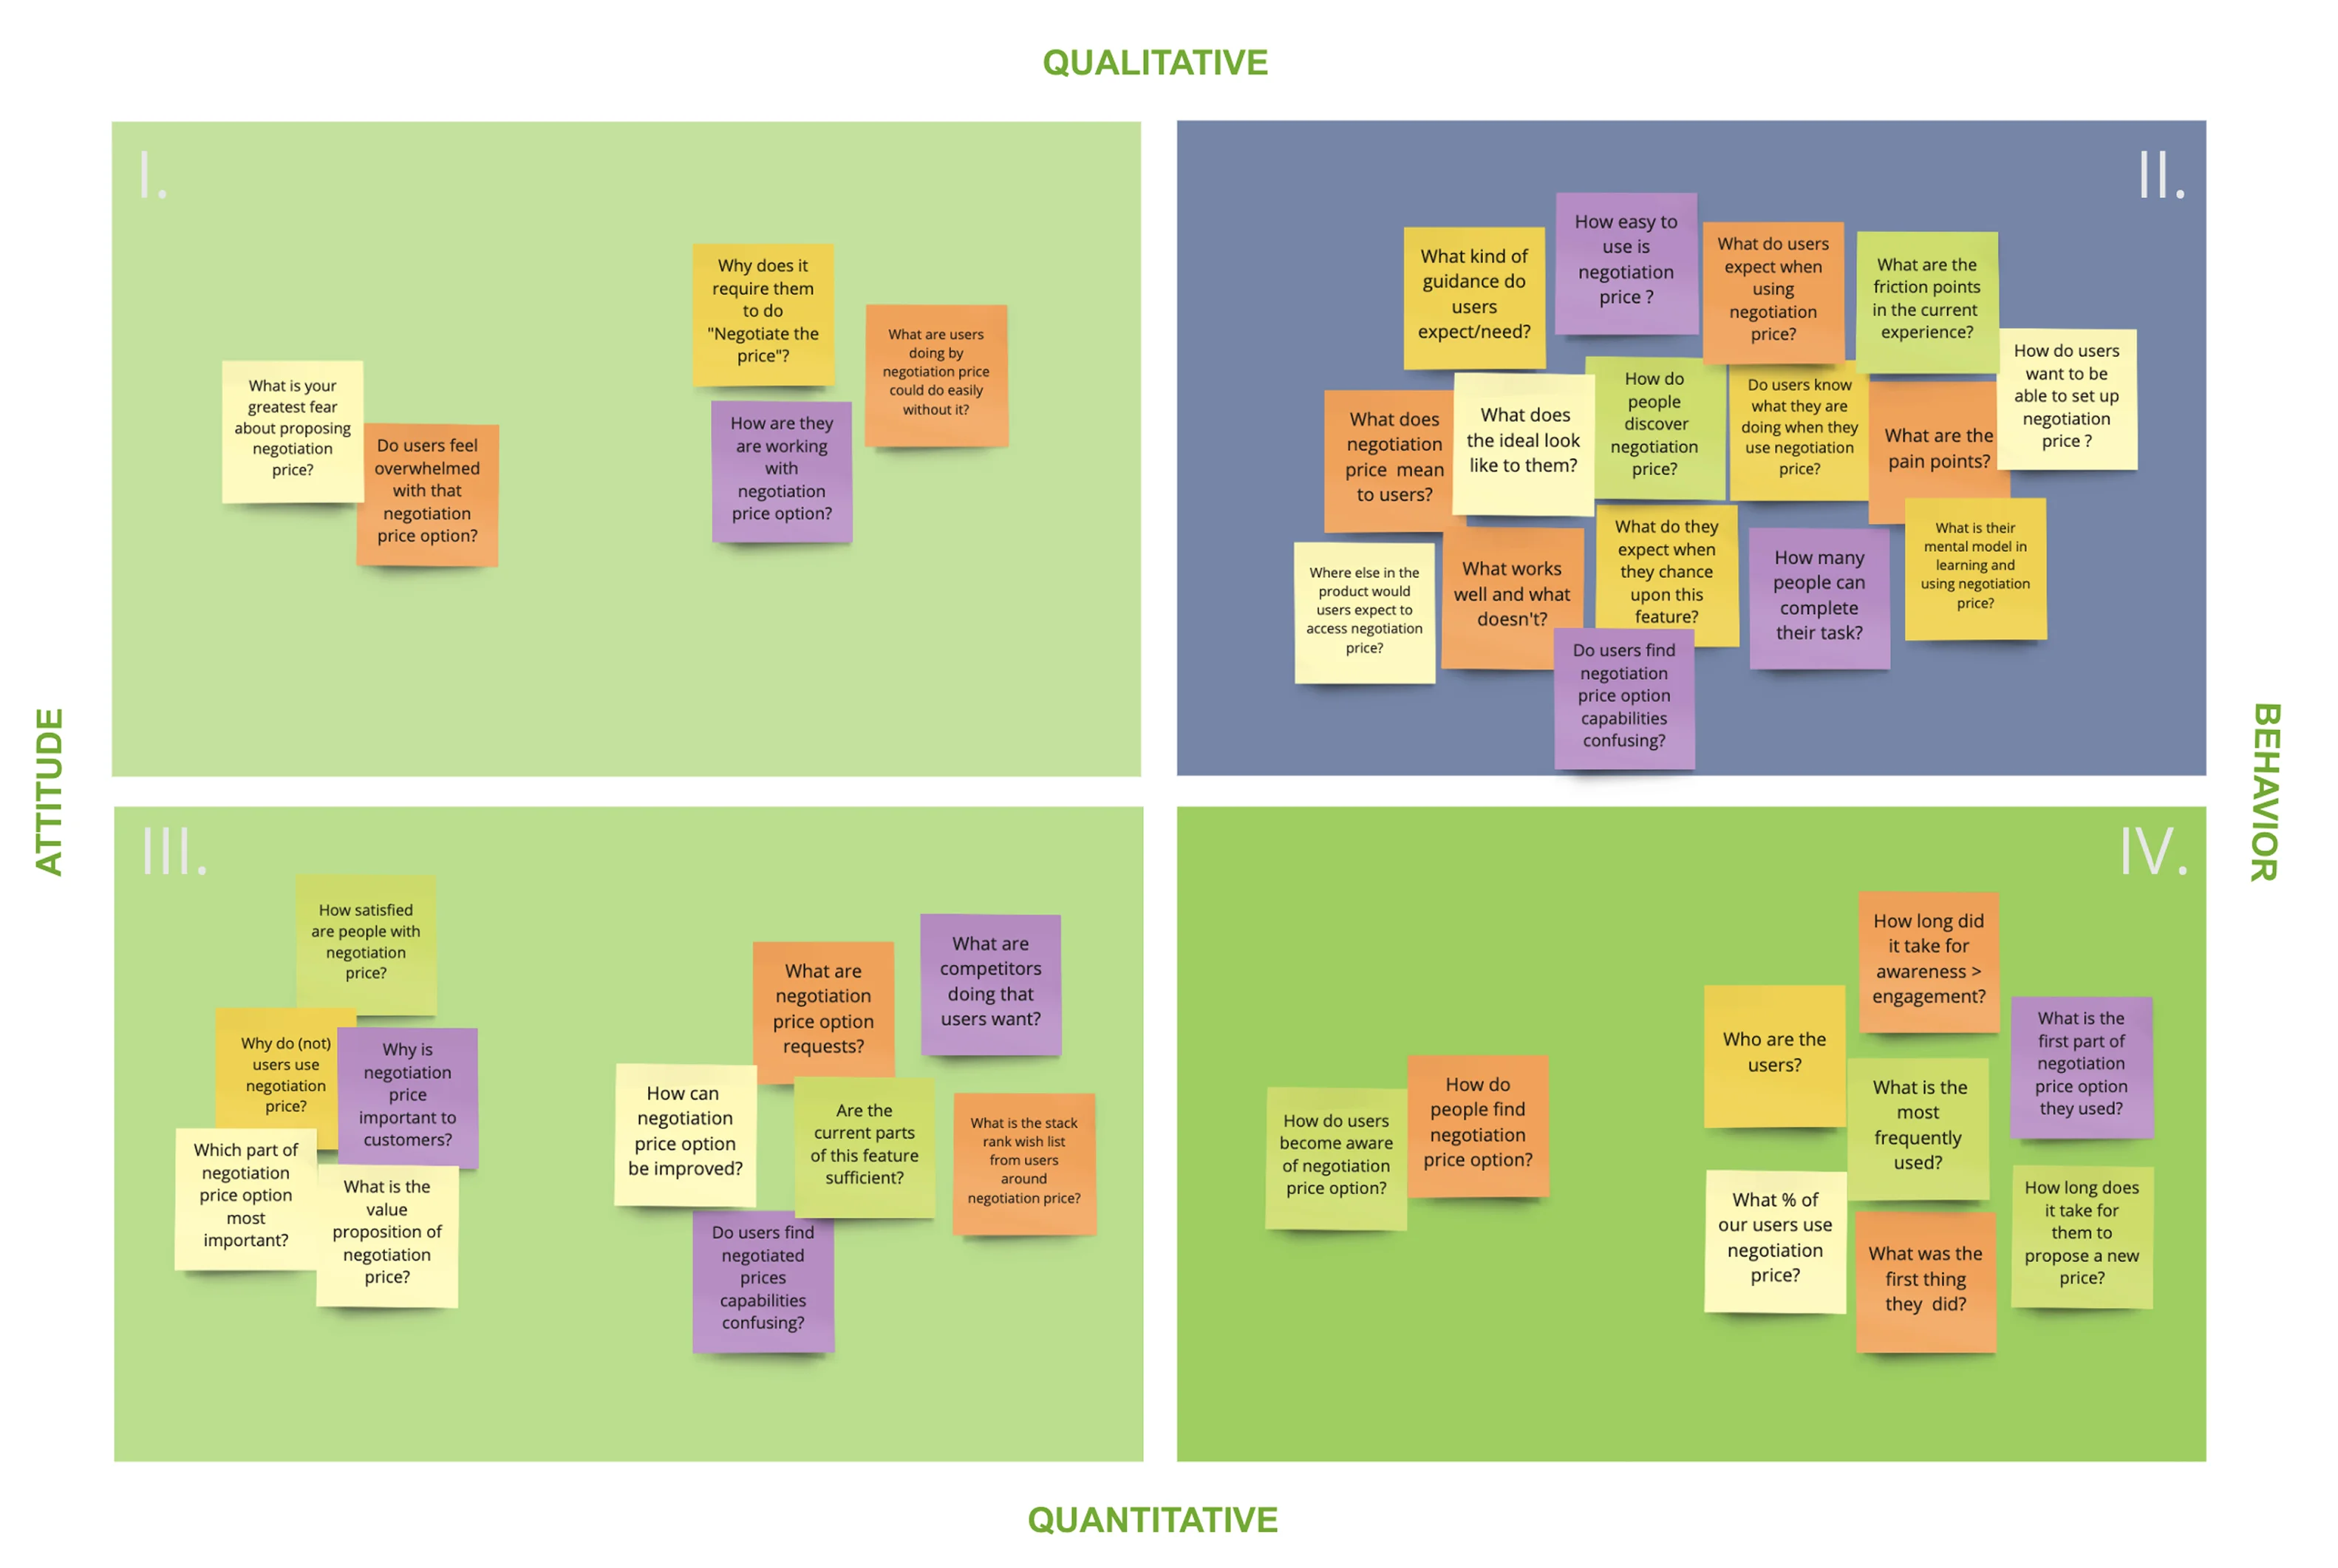 QUALITATIVE
ATTITUDE
BEHAVIOR
I.
What is your
greatest fear
about proposing
negotiation
price?
Do users feel
overwhelmed
with that
negotiation
price option?
Why does it
require them
to do
"Negotiate the
price"?
How are they
are working
with
negotiation
price option?
What are users
doing by
negotiation price
could do easily
without it?
II.
What kind of
guidance do
users
expect/need?
How easy to
use is
negotiation
price ?
What do users
expect when
using
negotiation
price?
What are the
friction points
in the current
experience?
How do users
want to be
able to set up
negotiation
price ?
What does
negotiation
price  mean
to users?
What does
the ideal look
like to them?
How do
people
discover
negotiation
price?
Do users know
what they are
doing when they
use negotiation
price?
What are the
pain points?
Where else in the
product would
users expect to
access negotiation
price?
What works
well and what
doesn't?
What do they
expect when
they chance
upon this
feature?
How many
people can
complete
their task?
What is their
mental model in
learning and
using negotiation
price?
Do users find
negotiation
price option
capabilities
confusing?
III.
How satisfied
are people with
negotiation
price?
Why do (not)
users use
negotiation
price?
Why is
negotiation
price
important to
customers?
Which part of
negotiation
price option
most
important?
What is the
value
proposition of
negotiation
price?
What are
negotiation
price option
requests?
What are
competitors
doing that
users want?
How can
negotiation
price option
be improved?
Are the
current parts
of this feature
sufficient?
What is the stack
rank wish list
from users
around
negotiation price?
Do users find
negotiated
prices
capabilities
confusing?
IV.
How do users
become aware
of negotiation
price option?
How do
people find
negotiation
price option?
How long did
it take for
awareness >
engagement?
Who are the
users?
What is the
first part of
negotiation
price option
they used?
What is the
most
frequently
used?
What % of
our users use
negotiation
price?
What was the
first thing
they  did?
How long does
it take for
them to
propose a new
price?
QUANTITATIVE